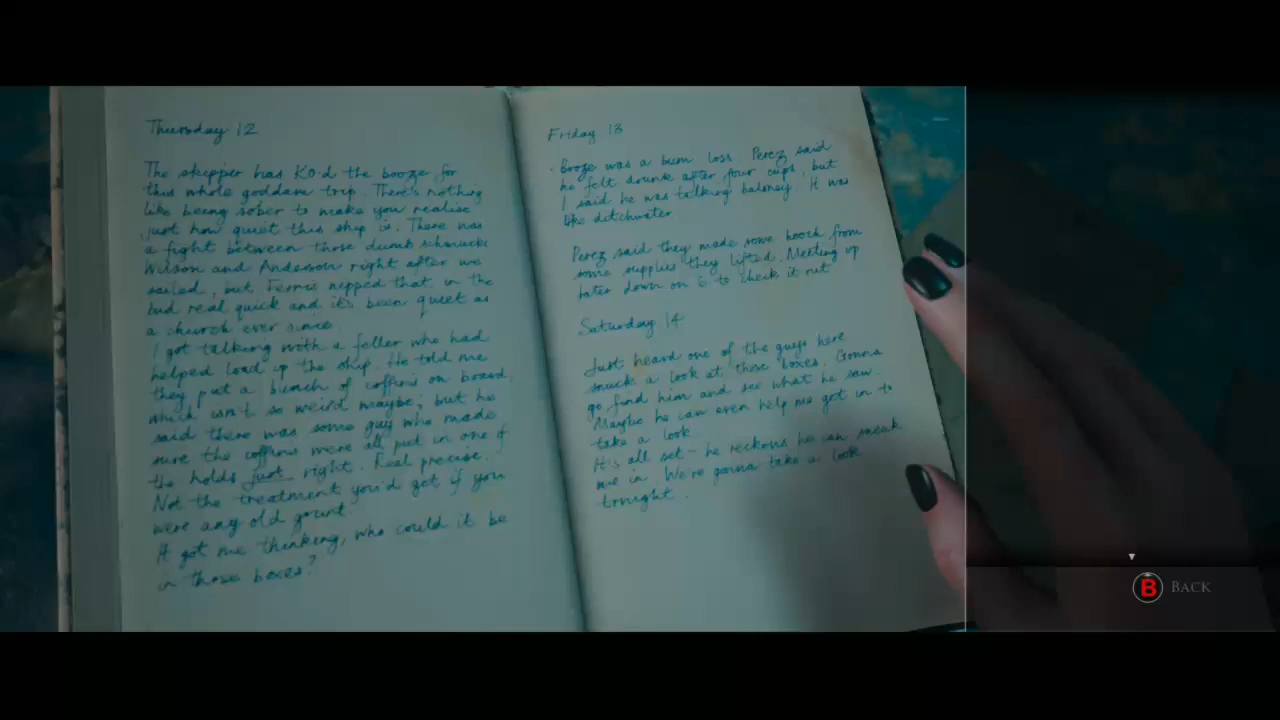 Thursday 12
The skipper has KO'd the booze for
this whole goddam trip. There's nothing
like being sober to make you realise
just how quiet this ship is. There was
a fight between those dumb schmucks
Wilson and Anderson right after we
sailed, but Ferris nipped that in the
bud real quick and it's been quiet as
a church ever since.
I got talking with a feller who had
helped load up the ship. He told me
they put a bunch of coffins on board,
which isn't so weird maybe; but he
said there was some guy who made
sure the coffins were all put in one of
the holds just right. Real precise.
Not the treatment you'd get if you
were any old grunt.
It got me thinking, who could it be
in those boxes?
Friday 13
Booze was a bum loss. Perez said
he felt drunk after four cups, but
I said he was talking baloney. It was
like ditchwater
Perez said they made some hooch from
some supplies they lifted. Meeting up
later down on 6 to check it out
Saturday 14
Just heard one of the guys here
snuck a look at those boxes. Gonna
go find him and see what he saw.
Maybe he can even help me get in to
take a look.
It's all set - he reckons he can sneak
me in. We're gonna take a look
tonight.
B BACK